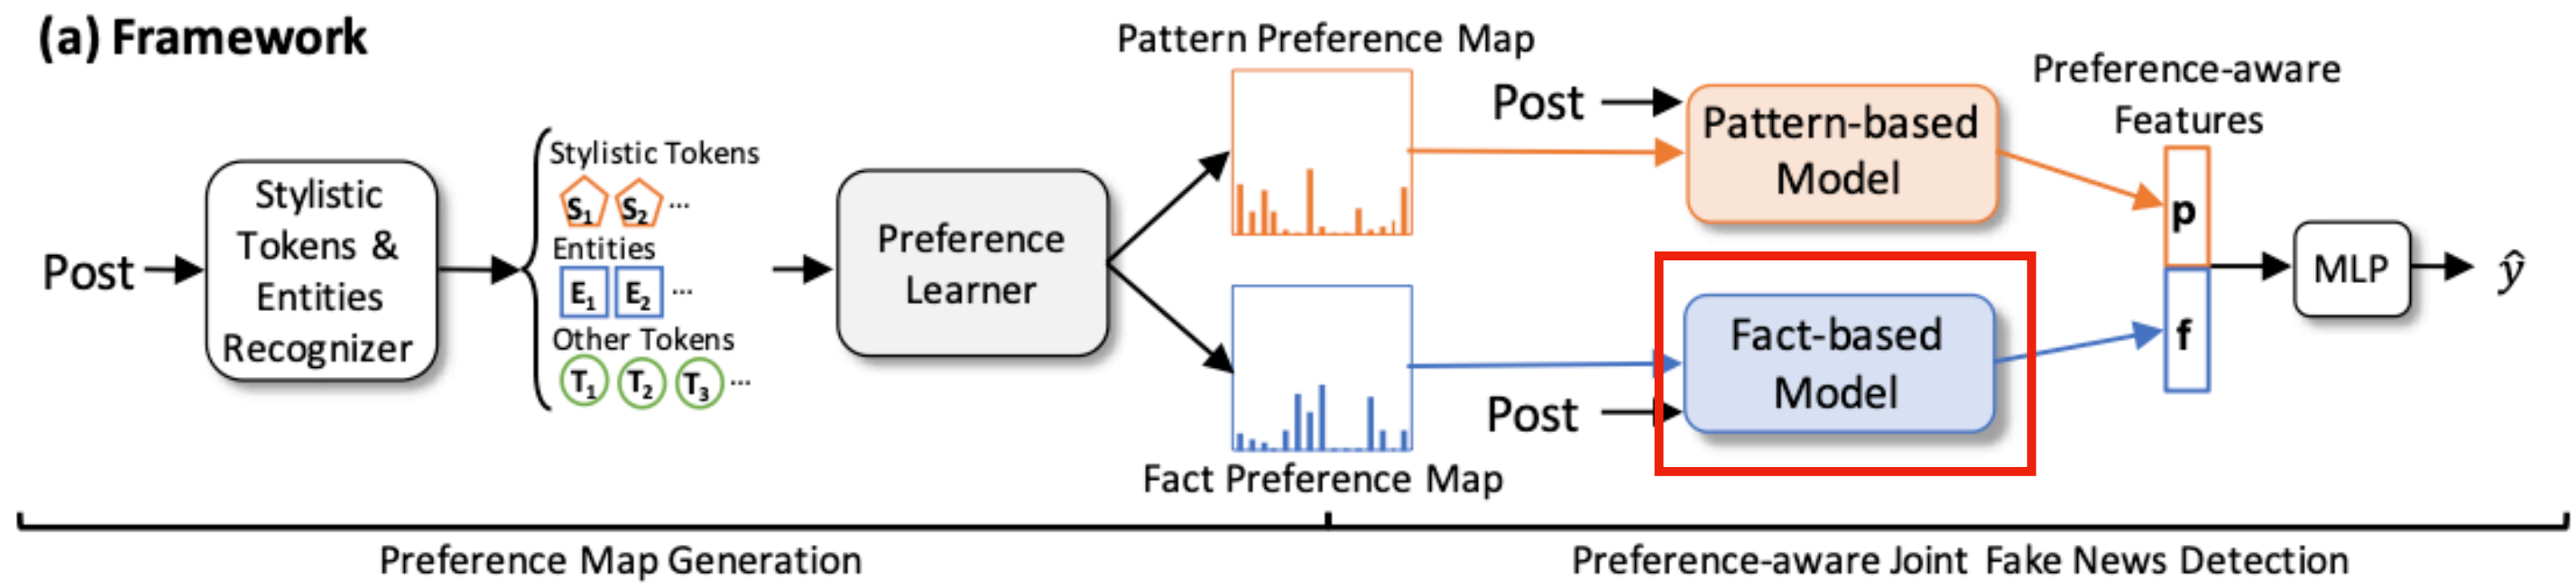 (a) Framework
Post
Stylistic
Tokens &
Entities
Recognizer
Stylistic Tokens
S1 S2 ...
Entities
E1 E2 ...
Other Tokens
T1 T2 T3 ...
Preference
Learner
Pattern Preference Map
Fact Preference Map
Post
Pattern-based
Model
Fact-based
Model
Post
Preference-aware
Features
p
f
MLP
ŷ
Preference Map Generation
Preference-aware Joint Fake News Detection